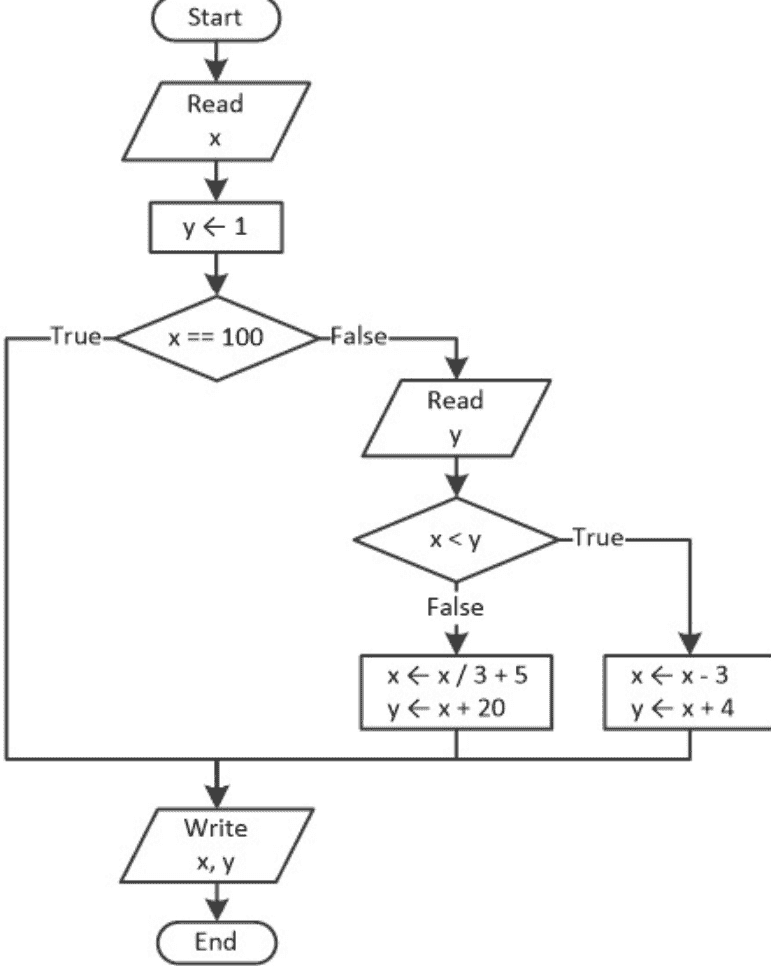 Start
Read
x
y ← 1
True
x == 100
False
Read
y
x < y
True
False
x ← x / 3 + 5
y ← x + 20
x ← x - 3
y ← x + 4
Write
x, y
End